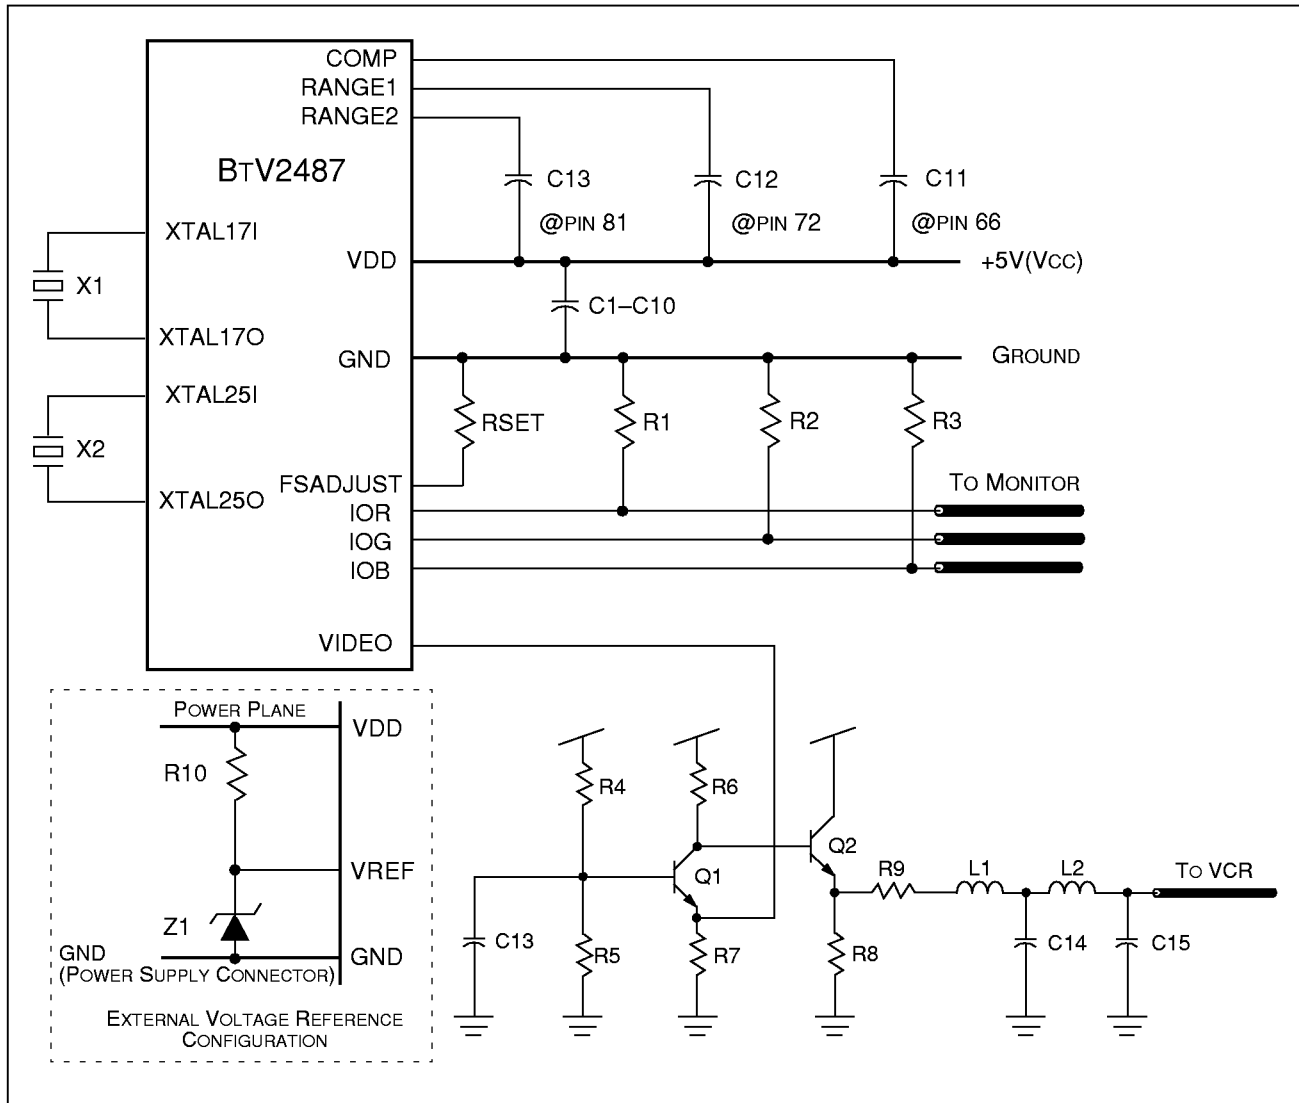 COMP
RANGE1
RANGE2
BTV2487
C13
C12
C11
@PIN 81
@PIN 72
@PIN 66
XTAL17I
VDD
+5V(VCC)
X1
C1–C10
XTAL17O
GND
GROUND
XTAL25I
RSET
R1
R2
R3
X2
FSADJUST
TO MONITOR
XTAL25O
IOR
IOG
IOB
VIDEO
POWER PLANE
VDD
R10
R4
R6
Q2
VREF
Q1
R9
L1
L2
TO VCR
Z1
C13
R5
R7
R8
C14
C15
GND
GND
(POWER SUPPLY CONNECTOR)
EXTERNAL VOLTAGE REFERENCE
CONFIGURATION